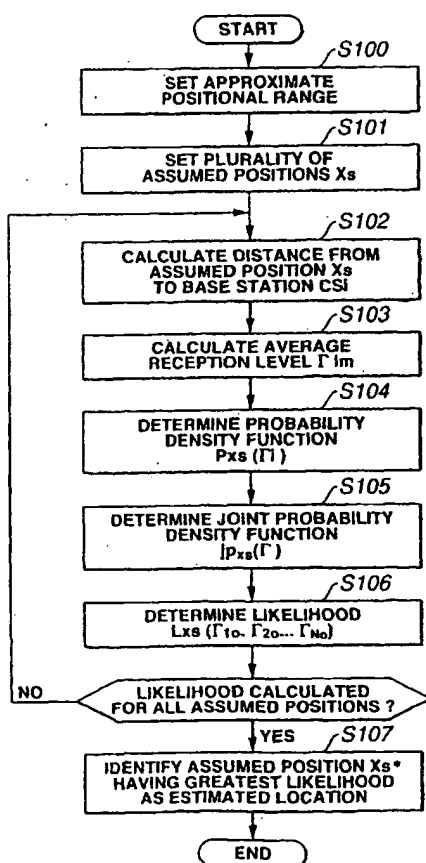 START
S100
SET APPROXIMATE
POSITIONAL RANGE
S101
SET PLURALITY OF
ASSUMED POSITIONS Xs
S102
CALCULATE DISTANCE FROM
ASSUMED POSITION Xs
TO BASE STATION CSi
S103
CALCULATE AVERAGE
RECEPTION LEVEL Γ im
S104
DETERMINE PROBABILITY
DENSITY FUNCTION
Pxs (Γi)
S105
DETERMINE JOINT PROBABILITY
DENSITY FUNCTION
jpxs(Γ)
S106
DETERMINE LIKELIHOOD
Lxs (Γ1o, Γ2o... ΓNo)
NO
LIKELIHOOD CALCULATED
FOR ALL ASSUMED POSITIONS ?
YES
S107
IDENTIFY ASSUMED POSITION Xs*
HAVING GREATEST LIKELIHOOD
AS ESTIMATED LOCATION
END